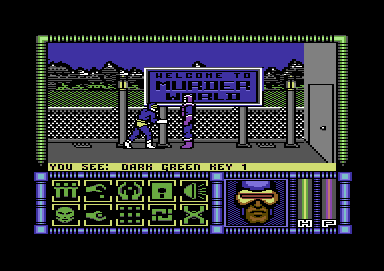 WELCOME TO
MURDER
WORLD
YOU SEE: DARK GREEN KEY 1
H P